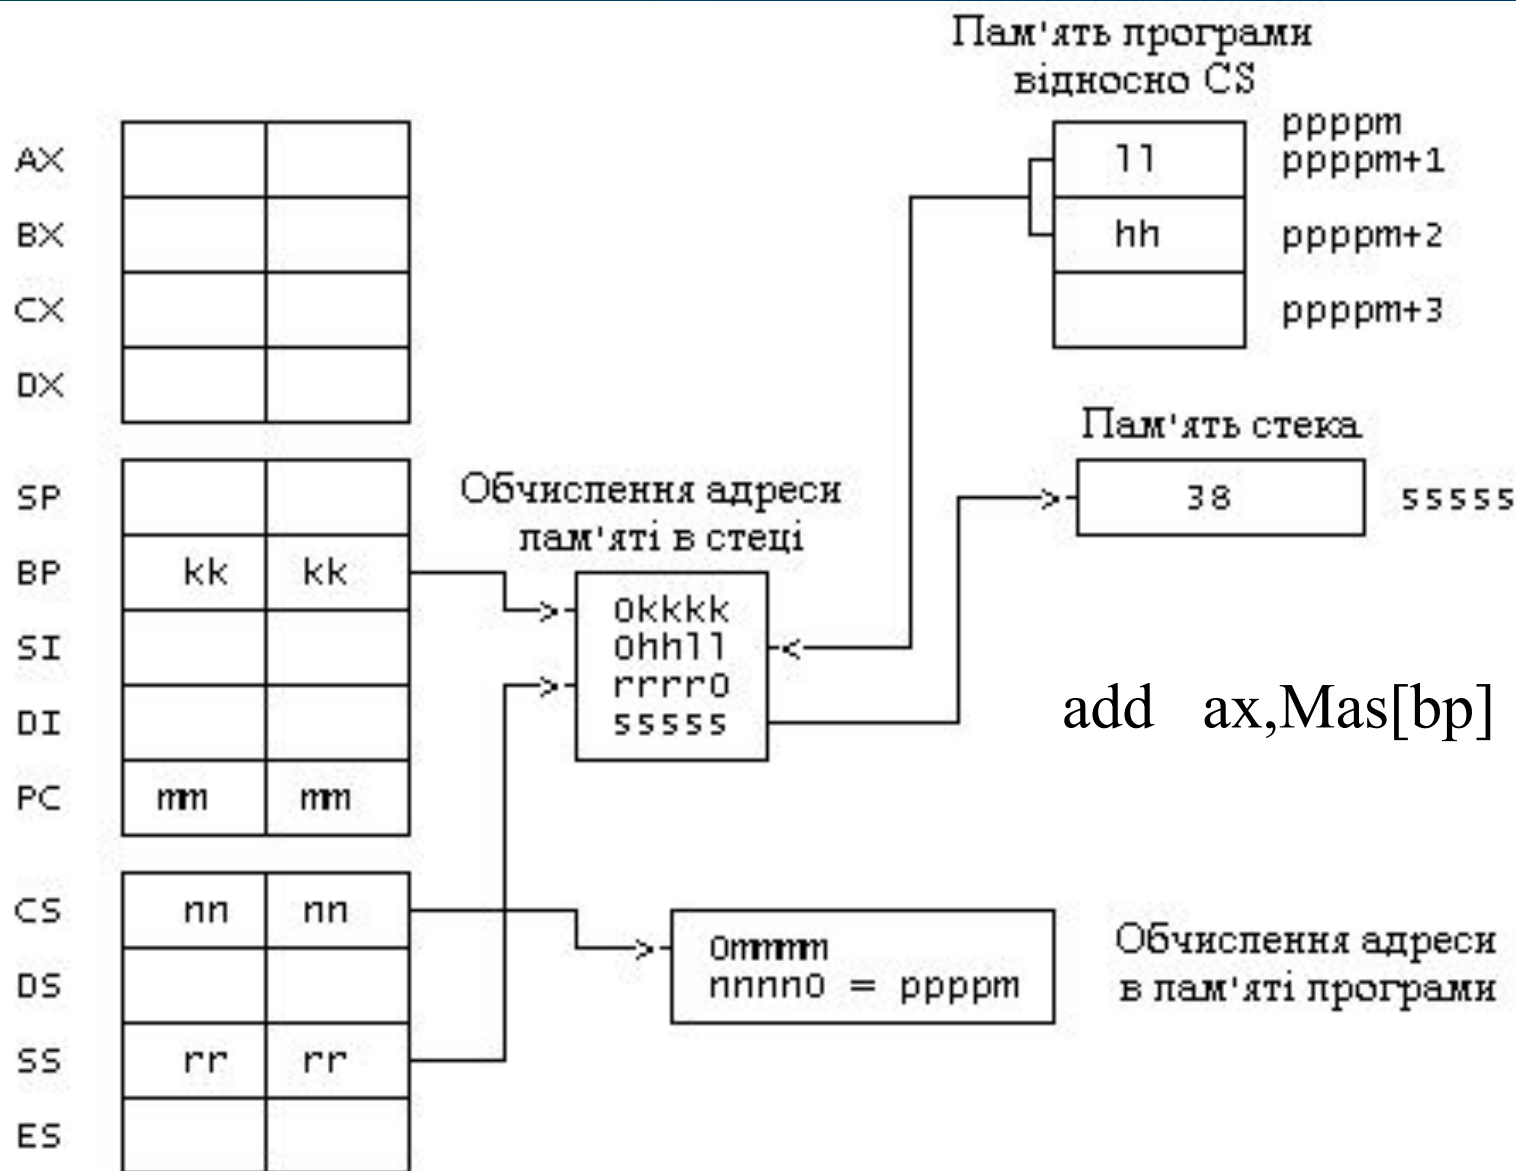 Пам'ять програми
відносно CS
AX
BX
CX
DX
ll
hh
ppppm
ppppm+1
ppppm+2
ppppm+3
Пам'ять стека
38
sssss
SP
BP kk kk
SI
DI
PC mm mm
Обчислення адреси
пам'яті в стеці
0kkkk
0hhll
rrrr0
sssss
add ax,Mas[bp]
CS nn nn
DS
SS rr rr
ES
0mmmm
nnnn0 = ppppm
Обчислення адреси
в пам'яті програми